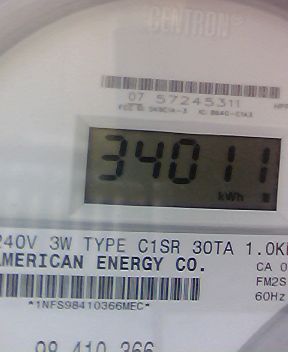 CENTRON®
07 57245311
34011
kWh
240V 3W TYPE C1SR 30TA 1.0K
AMERICAN ENERGY CO.
CA 0
FM2S
*1NFS98410366MEC*
60Hz
98 410 366